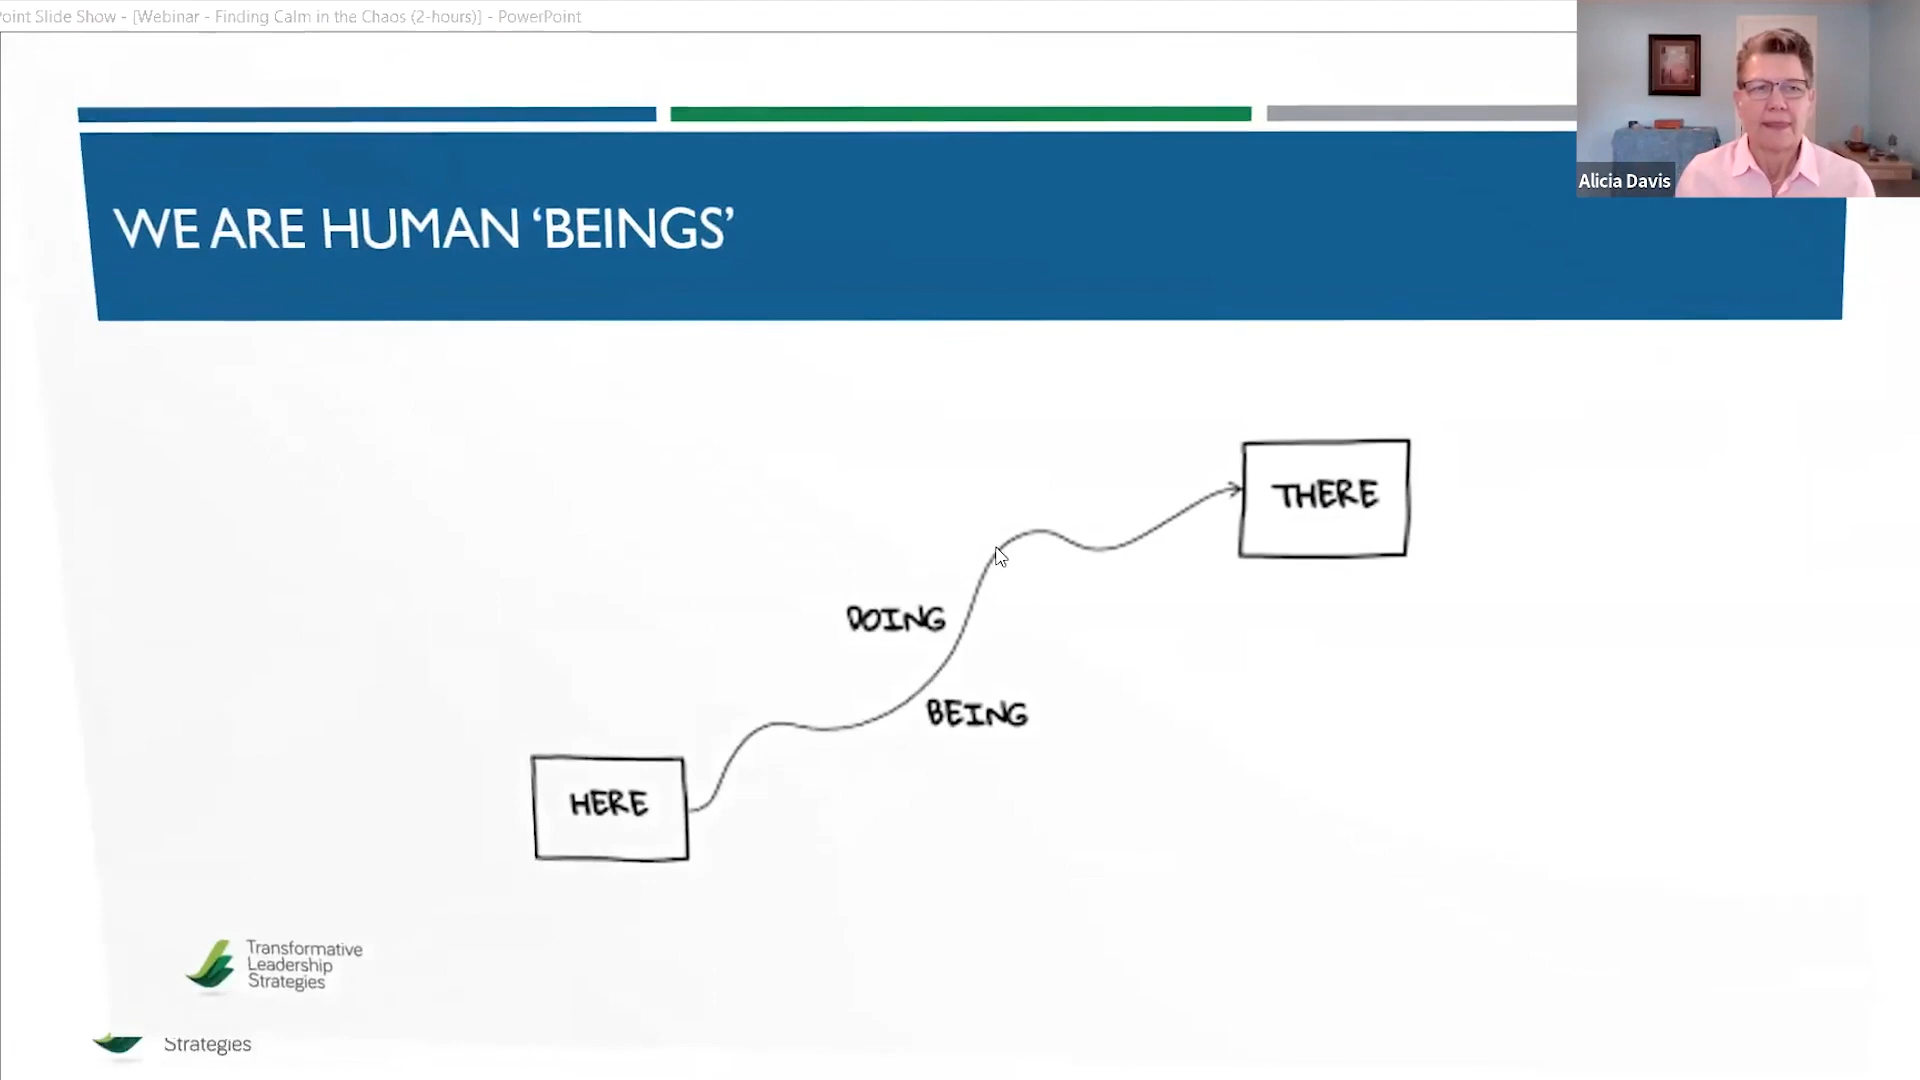 oint Slide Show - [Webinar - Finding Calm in the Chaos (2-hours)] - PowerPoint
Alicia Davis
WE ARE HUMAN ‘BEINGS’
THERE
DOING
BEING
HERE
Transformative
Leadership
Strategies
Strategies